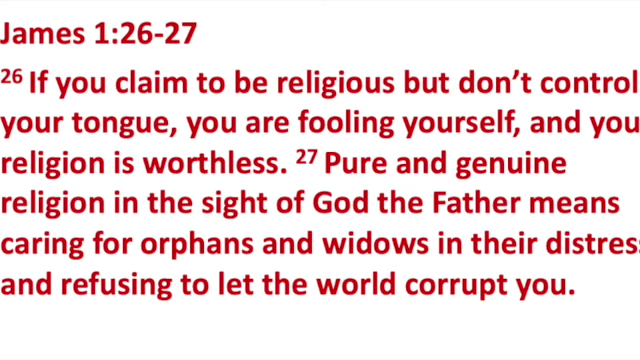 James 1:26-27
26 If you claim to be religious but don’t control
your tongue, you are fooling yourself, and you
religion is worthless. 27 Pure and genuine
religion in the sight of God the Father means
caring for orphans and widows in their distres
and refusing to let the world corrupt you.